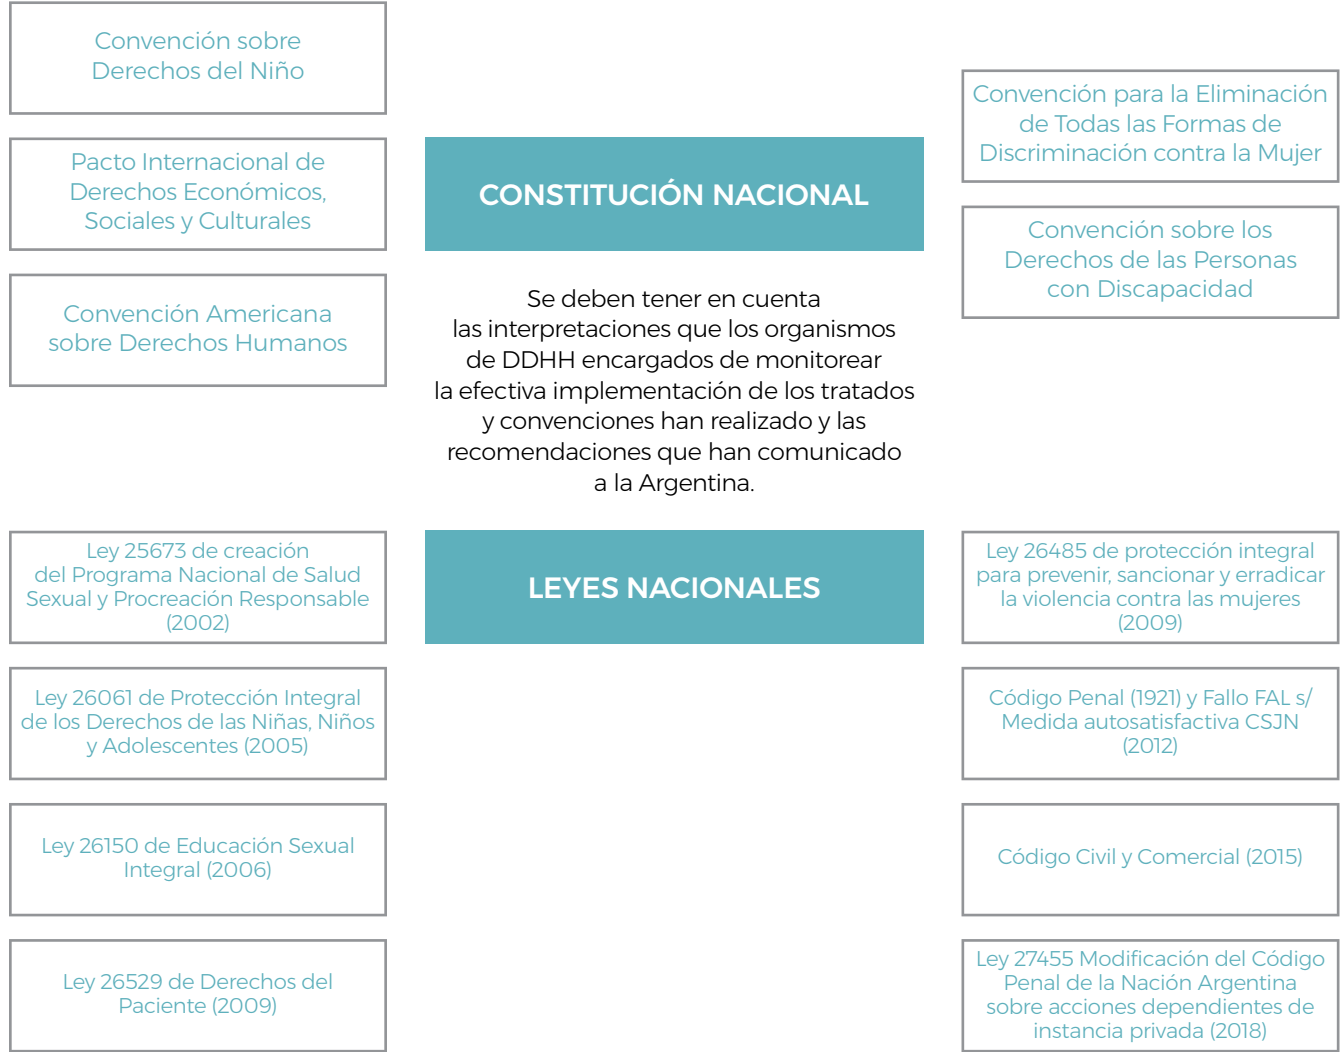 Convención sobre
Derechos del Niño
Pacto Internacional de
Derechos Económicos,
Sociales y Culturales
Convención Americana
sobre Derechos Humanos
CONSTITUCIÓN NACIONAL
Se deben tener en cuenta
las interpretaciones que los organismos
de DDHH encargados de monitorear
la efectiva implementación de los tratados
y convenciones han realizado y las
recomendaciones que han comunicado
a la Argentina.
Convención para la Eliminación
de Todas las Formas de
Discriminación contra la Mujer
Convención sobre los
Derechos de las Personas
con Discapacidad
Ley 25673 de creación
del Programa Nacional de Salud
Sexual y Procreación Responsable
(2002)
Ley 26061 de Protección Integral
de los Derechos de las Niñas, Niños
y Adolescentes (2005)
Ley 26150 de Educación Sexual
Integral (2006)
Ley 26529 de Derechos del
Paciente (2009)
LEYES NACIONALES
Ley 26485 de protección integral
para prevenir, sancionar y erradicar
la violencia contra las mujeres
(2009)
Código Penal (1921) y Fallo FAL s/
Medida autosatisfactiva CSJN
(2012)
Código Civil y Comercial (2015)
Ley 27455 Modificación del Código
Penal de la Nación Argentina
sobre acciones dependientes de
instancia privada (2018)